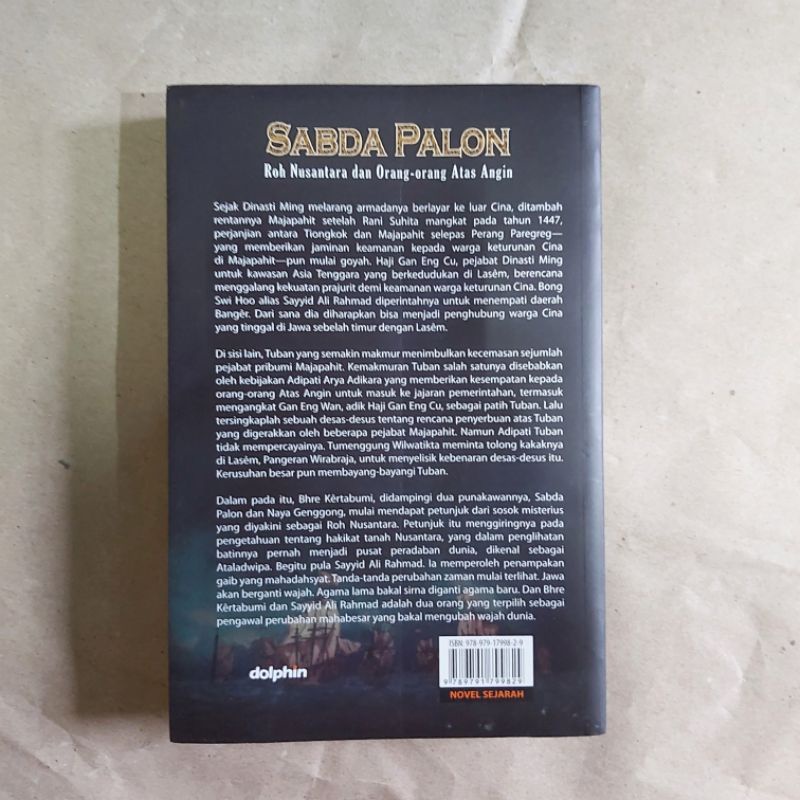 SABDA PALON
Roh Nusantara dan Orang-orang Atas Angin
Sejak Dinasti Ming melarang armadanya berlayar ke luar Cina, ditambah
rentannya Majapahit setelah Rani Suhita mangkat pada tahun 1447,
perjanjian antara Tiongkok dan Majapahit selepas Perang Paregreg—
yang memberikan jaminan keamanan kepada warga keturunan Cina
di Majapahit—pun mulai goyah. Haji Gan Eng Cu, pejabat Dinasti Ming
untuk kawasan Asia Tenggara yang berkedudukan di Lasêm, berencana
menggalang kekuatan prajurit demi keamanan warga keturunan Cina. Bong
Swi Hoo alias Sayyid Ali Rahmad diperintahnya untuk menempati daerah
Bangêr. Dari sana dia diharapkan bisa menjadi penghubung warga Cina
yang tinggal di Jawa sebelah timur dengan Lasêm.
Di sisi lain, Tuban yang semakin makmur menimbulkan kecemasan sejumlah
pejabat pribumi Majapahit. Kemakmuran Tuban salah satunya disebabkan
oleh kebijakan Adipati Arya Adikara yang memberikan kesempatan kepada
orang-orang Atas Angin untuk masuk ke jajaran pemerintahan, termasuk
mengangkat Gan Eng Wan, adik Haji Gan Eng Cu, sebagai patih Tuban. Lalu
tersingkaplah sebuah desas-desus tentang rencana penyerbuan atas Tuban
yang digerakkan oleh beberapa pejabat Majapahit. Namun Adipati Tuban
tidak mempercayainya. Tumenggung Wilwatikta meminta tolong kakaknya
di Lasêm, Pangeran Wirabraja, untuk menyelisik kebenaran desas-desus itu.
Kerusuhan besar pun membayang-bayangi Tuban.
Dalam pada itu, Bhre Kêrtabumi, didampingi dua punakawannya, Sabda
Palon dan Naya Genggong, mulai mendapat petunjuk dari sosok misterius
yang diyakini sebagai Roh Nusantara. Petunjuk itu menggiringnya pada
pengetahuan tentang hakikat tanah Nusantara, yang dalam penglihatan
batinnya pernah menjadi pusat peradaban dunia, dikenal sebagai
Ataladwipa. Begitu pula Sayyid Ali Rahmad. Ia memperoleh penampakan
gaib yang mahadahsyat. Tanda-tanda perubahan zaman mulai terlihat. Jawa
akan berganti wajah. Agama lama bakal sirna diganti agama baru. Dan Bhre
Kêrtabumi dan Sayyid Ali Rahmad adalah dua orang yang terpilih sebagai
pengawal perubahan mahabesar yang bakal mengubah wajah dunia.
ISBN: 978-979-17998-2-9
dolphin
9 789791 799829
NOVEL SEJARAH